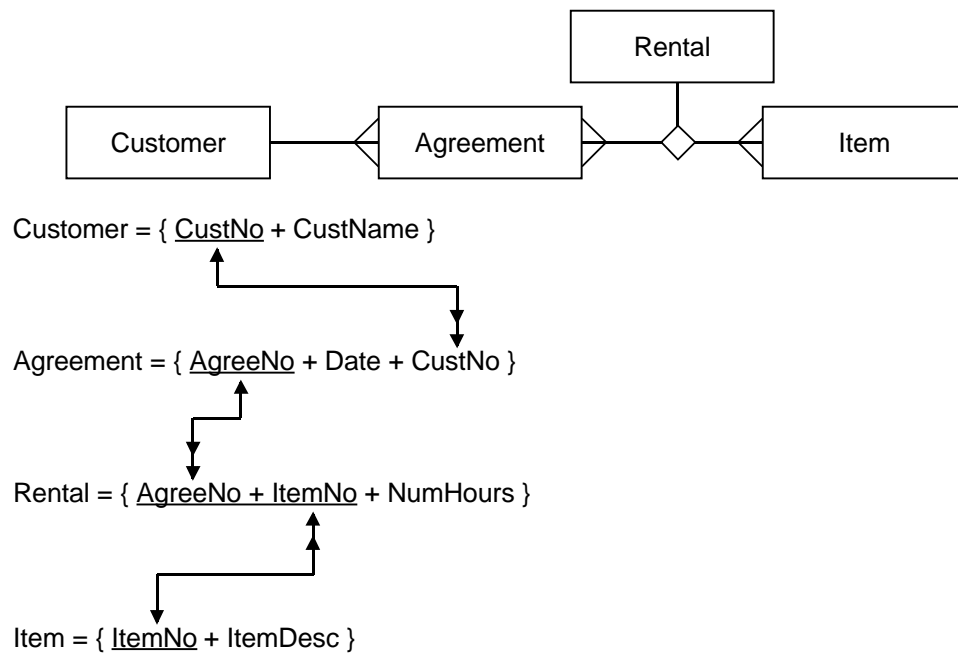 Rental
Customer Agreement Item
Customer = { CustNo + CustName }
Agreement = { AgreeNo + Date + CustNo }
Rental = { AgreeNo + ItemNo + NumHours }
Item = { ItemNo + ItemDesc }